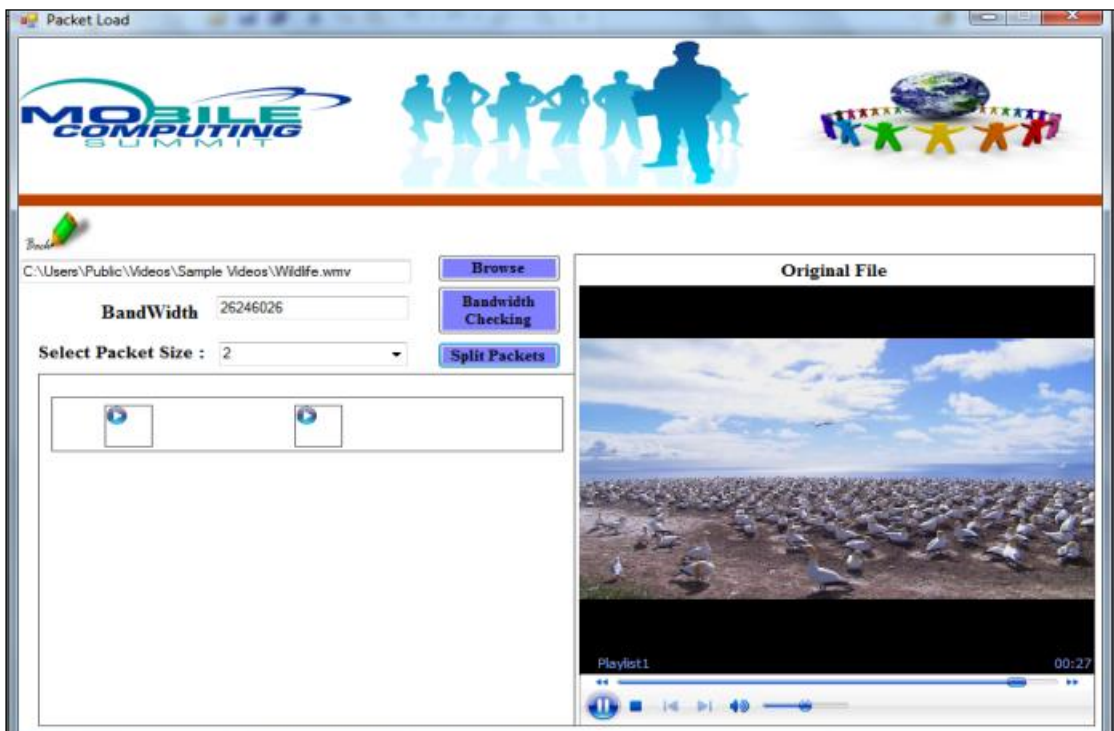 Packet Load
MOBILE
COMPUTING
SUMMIT
Back
C:\Users\Public\Videos\Sample Videos\Wildlife.wmv
Browse
Original File
BandWidth
26246026
Bandwidth
Checking
Select Packet Size :
2
Split Packets
Playlist1
00:27